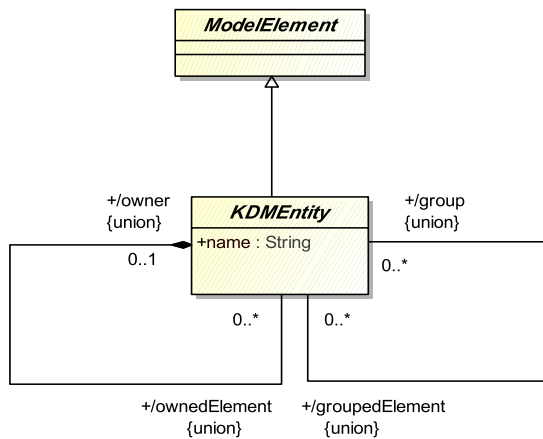 ModelElement
+/owner
{union}
+/group
{union}
KDMEntity
+name : String
0..1
0..*
0..*
0..*
+/ownedElement
{union}
+/groupedElement
{union}